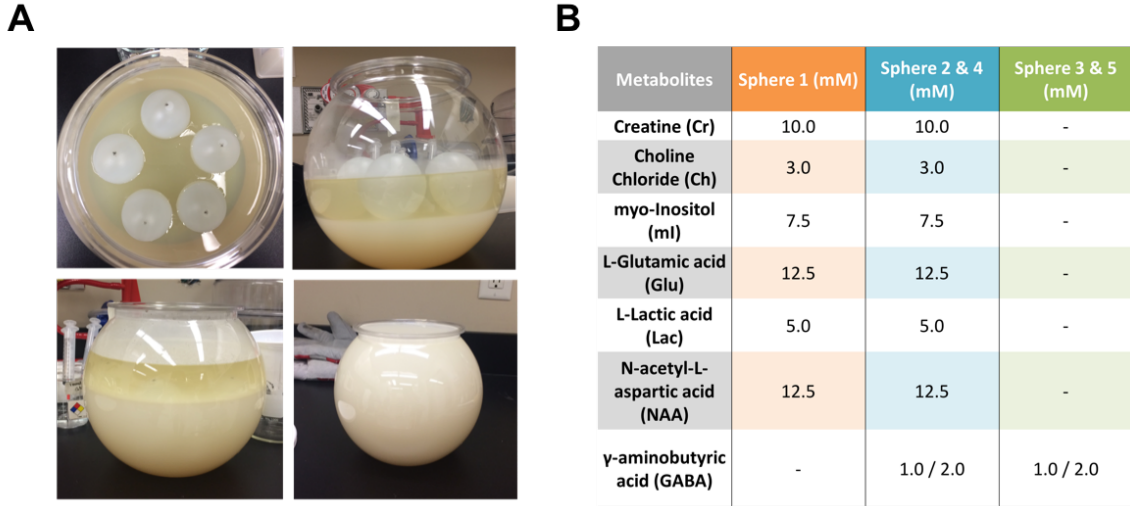 A
B
Metabolites
Sphere 1 (mM)
Sphere 2 & 4
(mM)
Sphere 3 & 5
(mM)
Creatine (Cr)
10.0
10.0
-
Choline
Chloride (Ch)
3.0
3.0
-
myo-Inositol
(mI)
7.5
7.5
-
L-Glutamic acid
(Glu)
12.5
12.5
-
L-Lactic acid
(Lac)
5.0
5.0
-
N-acetyl-L-
aspartic acid
(NAA)
12.5
12.5
-
γ-aminobutyric
acid (GABA)
-
1.0 / 2.0
1.0 / 2.0